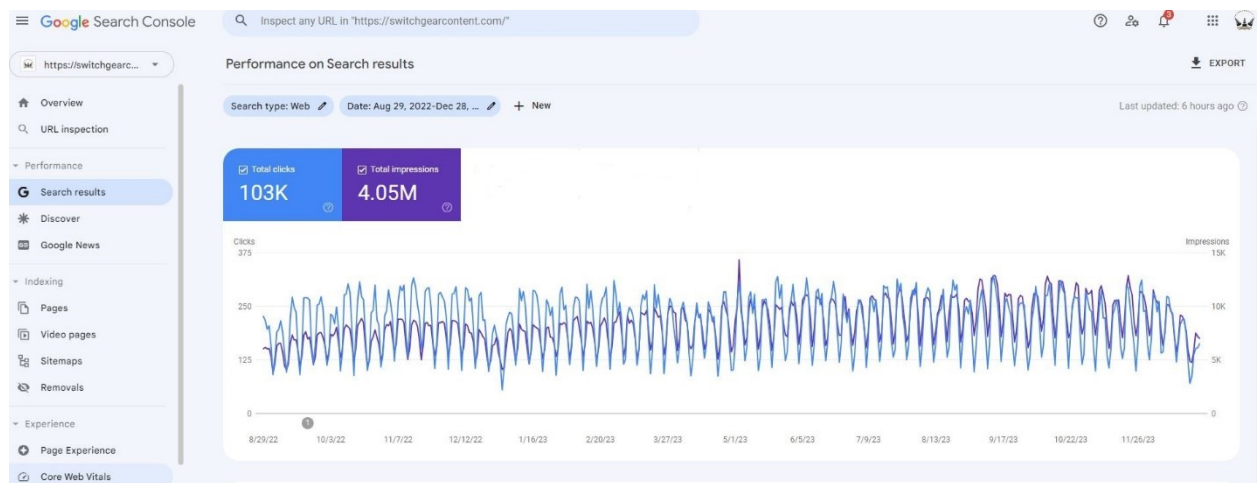 Google Search Console
Inspect any URL in "https://switchgearcontent.com/"
3
https://switchgearc...
Performance on Search results
EXPORT
Overview
URL inspection
Search type: Web
Date: Aug 29, 2022-Dec 28, ...
+ New
Last updated: 6 hours ago
Performance
Search results
Discover
Google News
Total clicks
103K
Total impressions
4.05M
Clicks
375
250
125
0
Impressions
15K
10K
5K
0
1
8/29/22 10/3/22 11/7/22 12/12/22 1/16/23 2/20/23 3/27/23 5/1/23 6/5/23 7/9/23 8/13/23 9/17/23 10/22/23 11/26/23
Indexing
Pages
Video pages
Sitemaps
Removals
Experience
Page Experience
Core Web Vitals